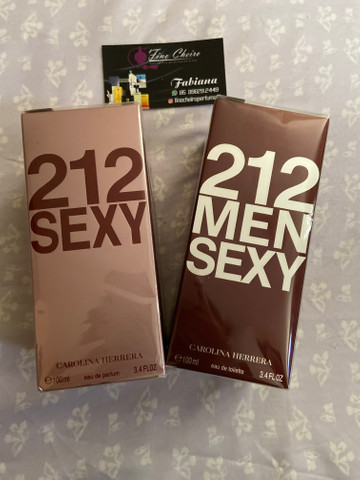 Fine Cheiro
Fabiana
212
SEXY
CAROLINA HERRERA
℮100ml
eau de parfum
3.4 FL.OZ
212
MEN
SEXY
CAROLINA HERRERA
℮100ml
eau de toilette
3.4 FL.OZ